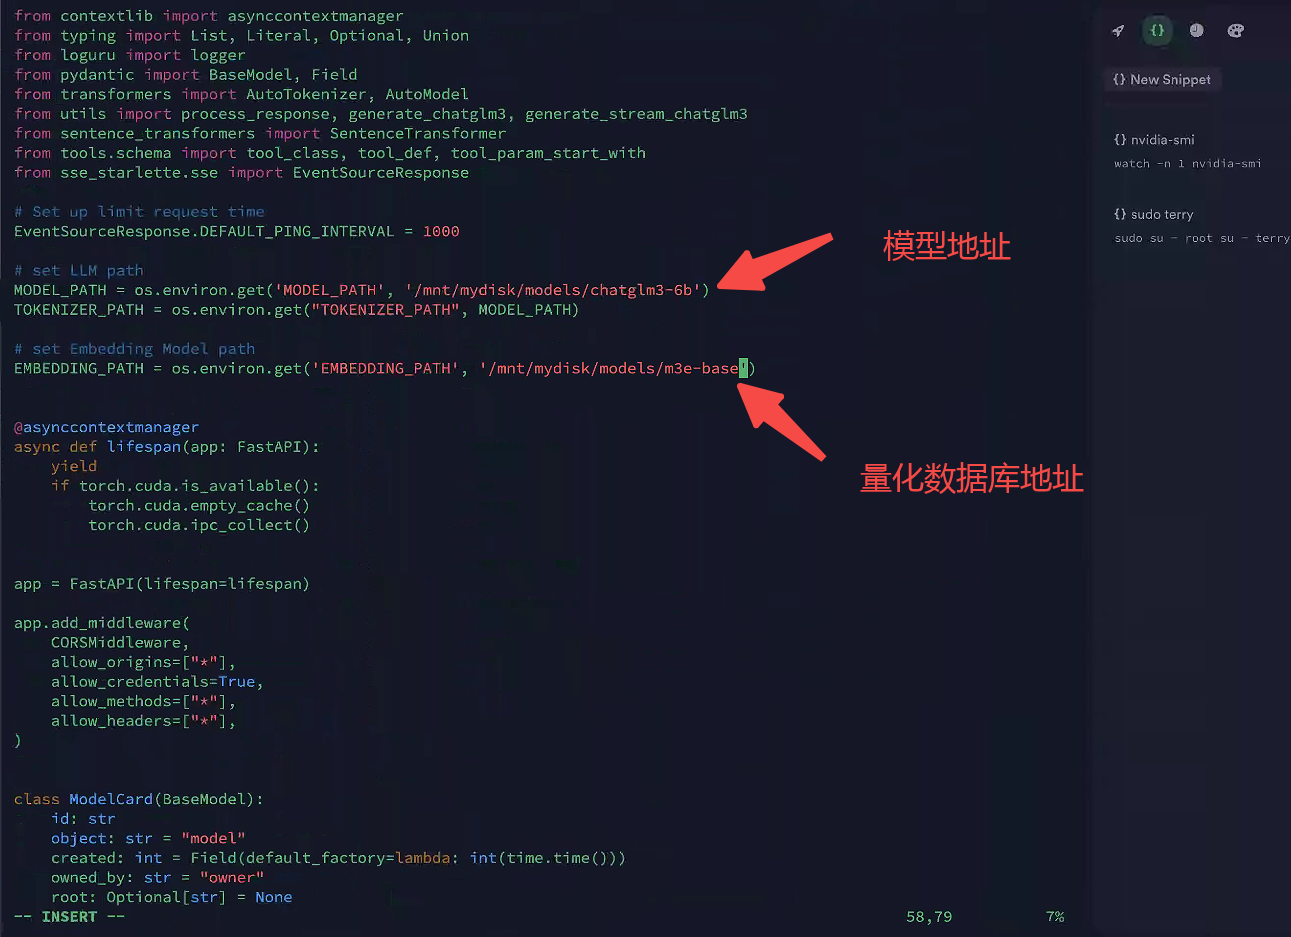 from contextlib import asynccontextmanager
from typing import List, Literal, Optional, Union
from loguru import logger
from pydantic import BaseModel, Field
from transformers import AutoTokenizer, AutoModel
from utils import process_response, generate_chatglm3, generate_stream_chatglm3
from sentence_transformers import SentenceTransformer
from tools.schema import tool_class, tool_def, tool_param_start_with
from sse_starlette.sse import EventSourceResponse
# Set up limit request time
EventSourceResponse.DEFAULT_PING_INTERVAL = 1000
# set LLM path
MODEL_PATH = os.environ.get('MODEL_PATH', '/mnt/mydisk/models/chatglm3-6b')
TOKENIZER_PATH = os.environ.get("TOKENIZER_PATH", MODEL_PATH)
# set Embedding Model path
EMBEDDING_PATH = os.environ.get('EMBEDDING_PATH', '/mnt/mydisk/models/m3e-base')
@asynccontextmanager
async def lifespan(app: FastAPI):
    yield
    if torch.cuda.is_available():
        torch.cuda.empty_cache()
        torch.cuda.ipc_collect()
app = FastAPI(lifespan=lifespan)
app.add_middleware(
    CORSMiddleware,
    allow_origins=["*"],
    allow_credentials=True,
    allow_methods=["*"],
    allow_headers=["*"],
)
class ModelCard(BaseModel):
    id: str
    object: str = "model"
    created: int = Field(default_factory=lambda: int(time.time()))
    owned_by: str = "owner"
    root: Optional[str] = None
-- INSERT --
58,79
7%
模型地址
量化数据库地址
{}
{} New Snippet
{} nvidia-smi
watch -n 1 nvidia-smi
{} sudo terry
sudo su - root su - terry